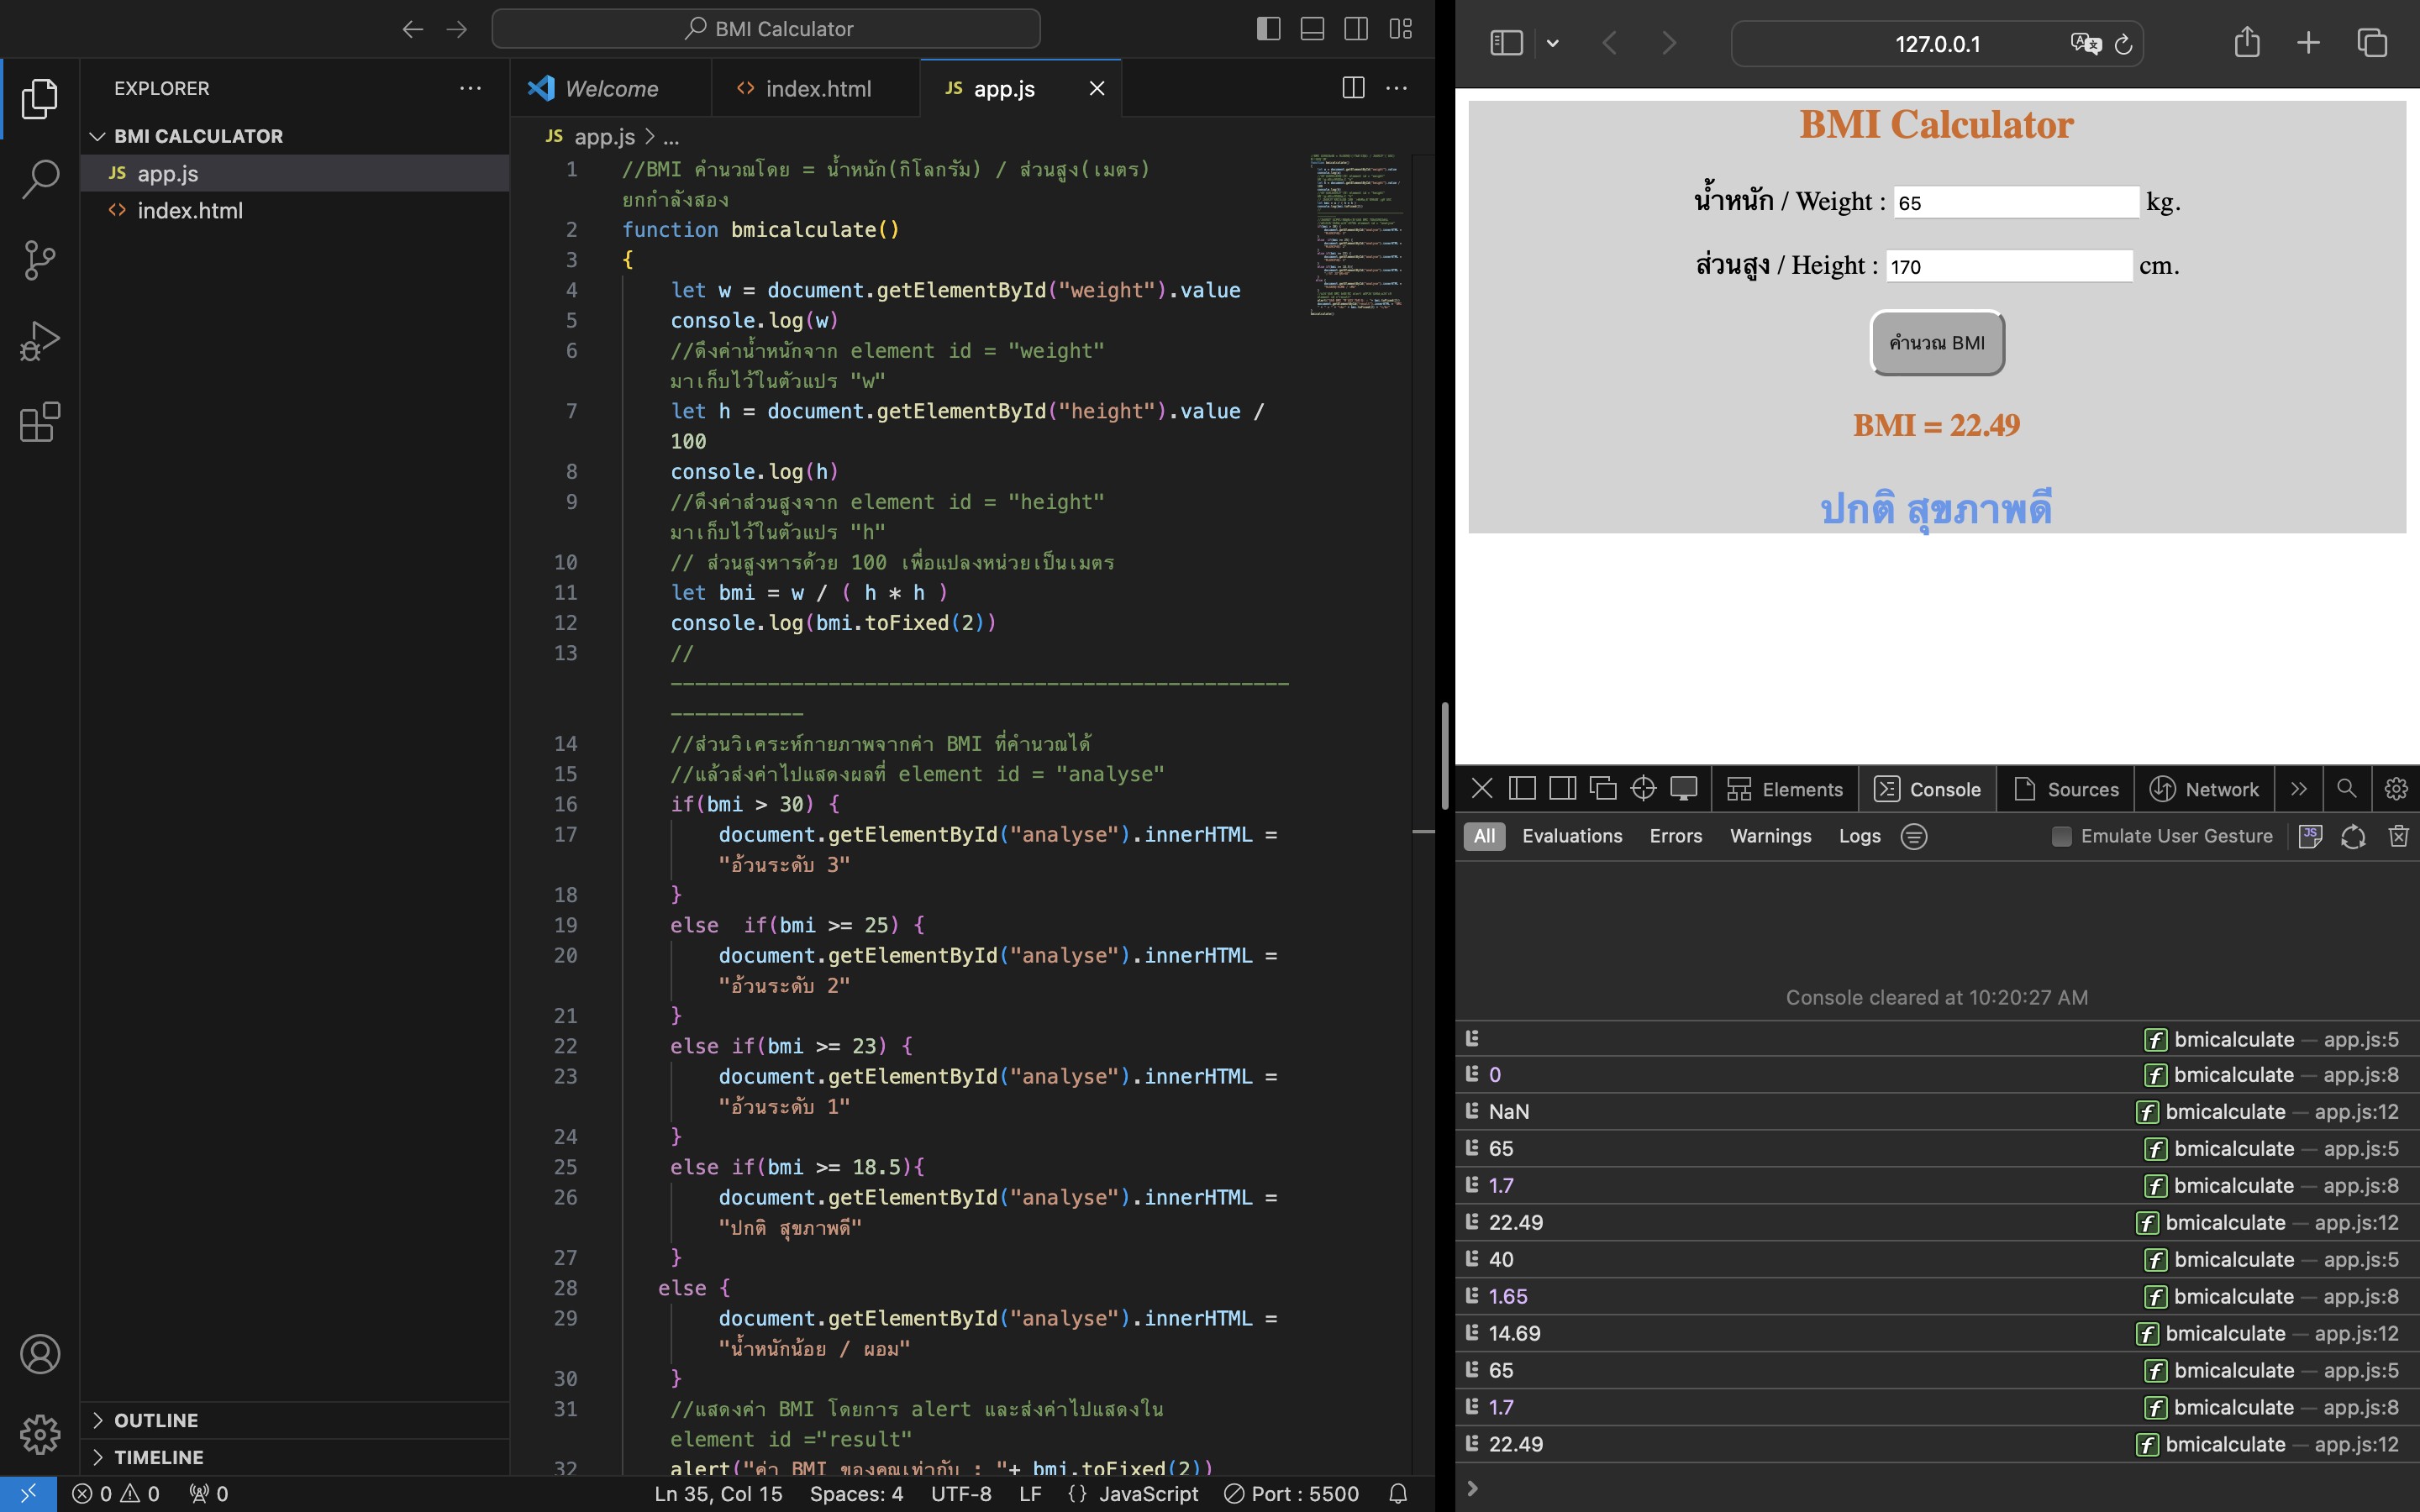 BMI Calculator
EXPLORER
BMI CALCULATOR
JS app.js
index.html
OUTLINE
TIMELINE
Welcome
index.html
JS app.js
JS app.js > ...
1 //BMI คำนวณโดย = น้ำหนัก(กิโลกรัม) / ส่วนสูง(เมตร)
ยกกำลังสอง
2 function bmicalculate()
3 {
4 let w = document.getElementById("weight").value
5 console.log(w)
6 //ดึงค่าน้ำหนักจาก element id = "weight"
มาเก็บไว้ในตัวแปร "w"
7 let h = document.getElementById("height").value /
100
8 console.log(h)
9 //ดึงค่าส่วนสูงจาก element id = "height"
มาเก็บไว้ในตัวแปร "h"
10 // ส่วนสูงหารด้วย 100 เพื่อแปลงหน่วยเป็นเมตร
11 let bmi = w / ( h * h )
12 console.log(bmi.toFixed(2))
13 //
---------------------------------------------------
-----------
14 //ส่วนวิเคระห์กายภาพจากค่า BMI ที่คำนวณได้
15 //แล้วส่งค่าไปแสดงผลที่ element id = "analyse"
16 if(bmi > 30) {
17 document.getElementById("analyse").innerHTML =
"อ้วนระดับ 3"
18 }
19 else  if(bmi >= 25) {
20 document.getElementById("analyse").innerHTML =
"อ้วนระดับ 2"
21 }
22 else if(bmi >= 23) {
23 document.getElementById("analyse").innerHTML =
"อ้วนระดับ 1"
24 }
25 else if(bmi >= 18.5){
26 document.getElementById("analyse").innerHTML =
"ปกติ สุขภาพดี"
27 }
28 else {
29 document.getElementById("analyse").innerHTML =
"น้ำหนักน้อย / ผอม"
30 }
31 //แสดงค่า BMI โดยการ alert และส่งค่าไปแสดงใน
element id ="result"
32 alert("ค่า BMI ของคุณเท่ากับ : "+ bmi.toFixed(2))
0 0 0
Ln 35, Col 15 Spaces: 4 UTF-8 LF {} JavaScript Port : 5500
127.0.0.1
BMI Calculator
น้ำหนัก / Weight : 65 kg.
ส่วนสูง / Height : 170 cm.
คำนวณ BMI
BMI = 22.49
ปกติ สุขภาพดี
Elements Console Sources Network
All Evaluations Errors Warnings Logs Emulate User Gesture
Console cleared at 10:20:27 AM
bmicalculate — app.js:5
0 bmicalculate — app.js:8
NaN bmicalculate — app.js:12
65 bmicalculate — app.js:5
1.7 bmicalculate — app.js:8
22.49 bmicalculate — app.js:12
40 bmicalculate — app.js:5
1.65 bmicalculate — app.js:8
14.69 bmicalculate — app.js:12
65 bmicalculate — app.js:5
1.7 bmicalculate — app.js:8
22.49 bmicalculate — app.js:12